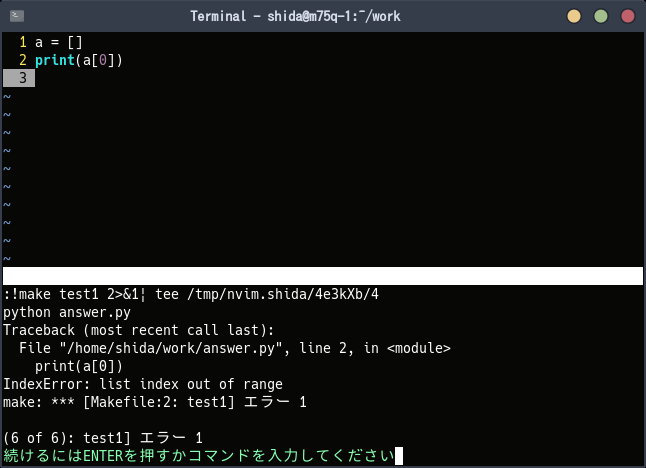 Terminal - shida@m75q-1:~/work
1 a = []
2 print(a[0])
3
~
~
~
~
~
~
~
~
~
~
:!make test1 2>&1¦ tee /tmp/nvim.shida/4e3kXb/4
python answer.py
Traceback (most recent call last):
  File "/home/shida/work/answer.py", line 2, in <module>
    print(a[0])
IndexError: list index out of range
make: *** [Makefile:2: test1] エラー 1
(6 of 6): test1] エラー 1
続けるにはENTERを押すかコマンドを入力してください